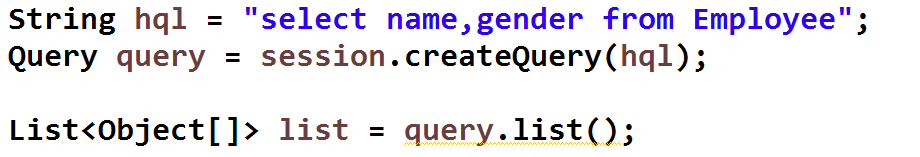 String hql = "select name,gender from Employee";
Query query = session.createQuery(hql);
List<Object[]> list = query.list();